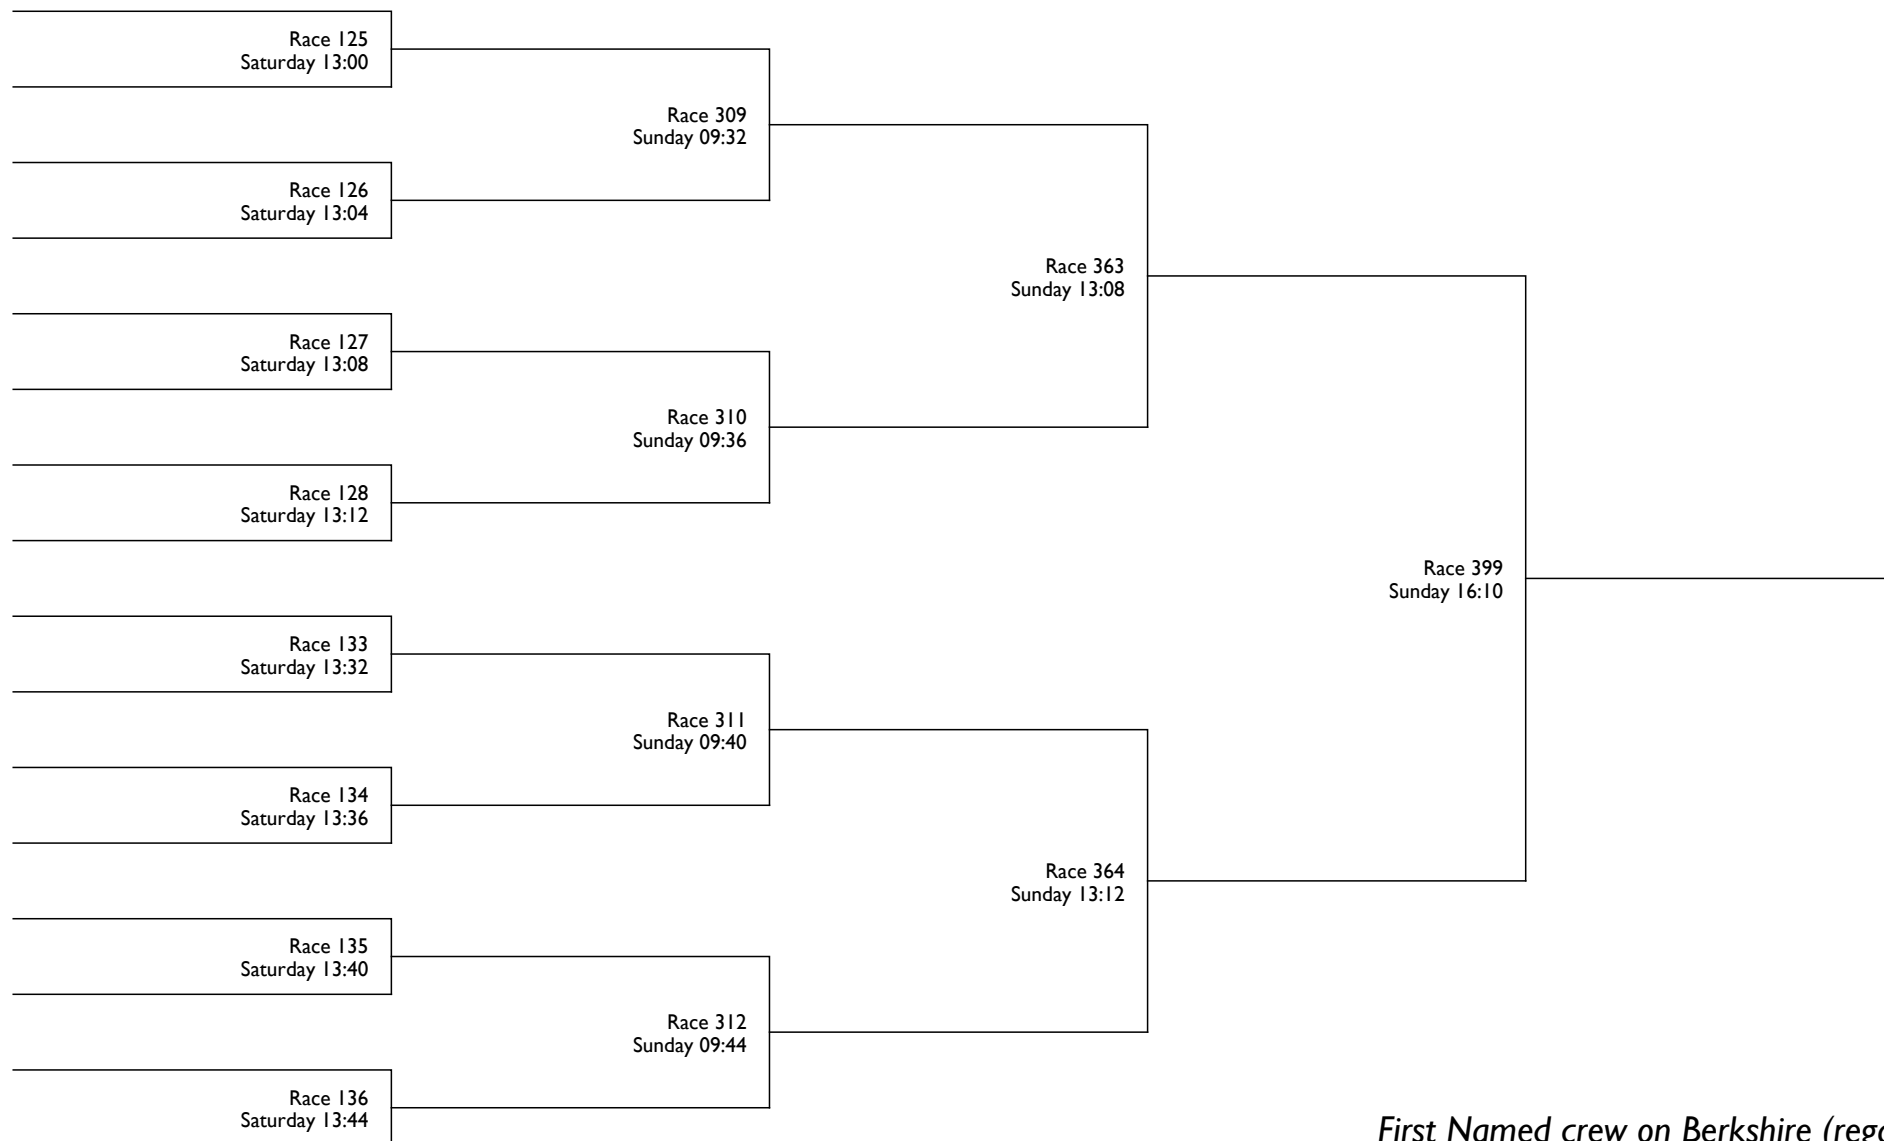 Race 125
Saturday 13:00
Race 309
Sunday 09:32
Race 126
Saturday 13:04
Race 363
Sunday 13:08
Race 127
Saturday 13:08
Race 310
Sunday 09:36
Race 128
Saturday 13:12
Race 399
Sunday 16:10
Race 133
Saturday 13:32
Race 311
Sunday 09:40
Race 134
Saturday 13:36
Race 364
Sunday 13:12
Race 135
Saturday 13:40
Race 312
Sunday 09:44
Race 136
Saturday 13:44
First Named crew on Berkshire